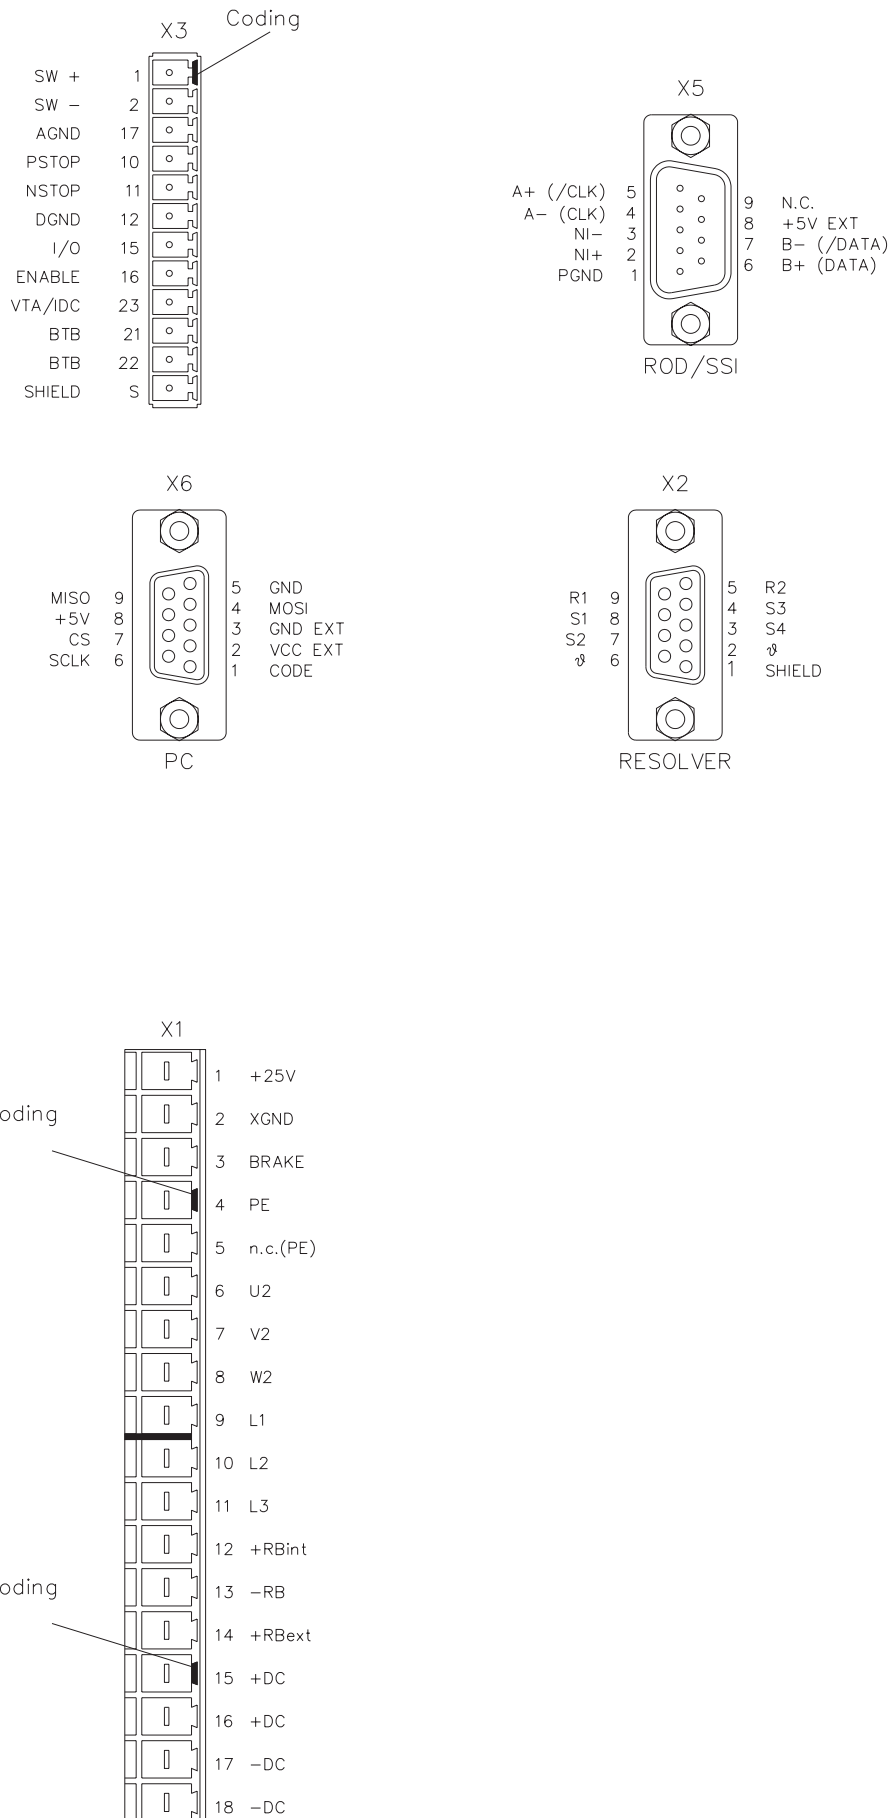 X3
Coding
SW + 1
SW − 2
AGND 17
PSTOP 10
NSTOP 11
DGND 12
I/O 15
ENABLE 16
VTA/IDC 23
BTB 21
BTB 22
SHIELD S
X5
A+ (/CLK) 5
A− (CLK) 4
NI− 3
NI+ 2
PGND 1
9 N.C.
8 +5V EXT
7 B− (/DATA)
6 B+ (DATA)
ROD/SSI
X6
MISO 9
+5V 8
CS 7
SCLK 6
5 GND
4 MOSI
3 GND EXT
2 VCC EXT
1 CODE
PC
X2
R1 9
S1 8
S2 7
ϑ 6
5 R2
4 S3
3 S4
2 ϑ
1 SHIELD
RESOLVER
X1
oding
oding
1 +25V
2 XGND
3 BRAKE
4 PE
5 n.c.(PE)
6 U2
7 V2
8 W2
9 L1
10 L2
11 L3
12 +RBint
13 −RB
14 +RBext
15 +DC
16 +DC
17 −DC
18 −DC